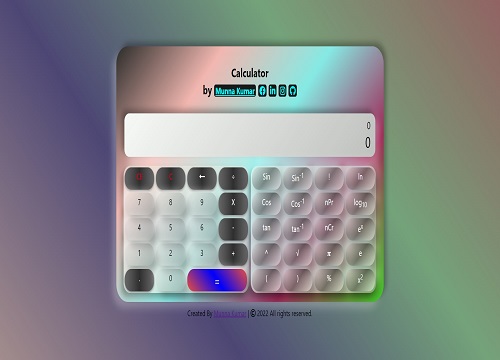 Calculator
by Munna Kumar
0
0
← ÷ Sin Sin⁻¹ ! ln
7 8 9 X Cos Cos⁻¹ nPr log₁₀
4 5 6 - tan tan⁻¹ nCr eˣ
1 2 3 + ^ √ π e
. 0 = ( ) % x²
Created By Munna Kumar | © 2022 All rights reserved.